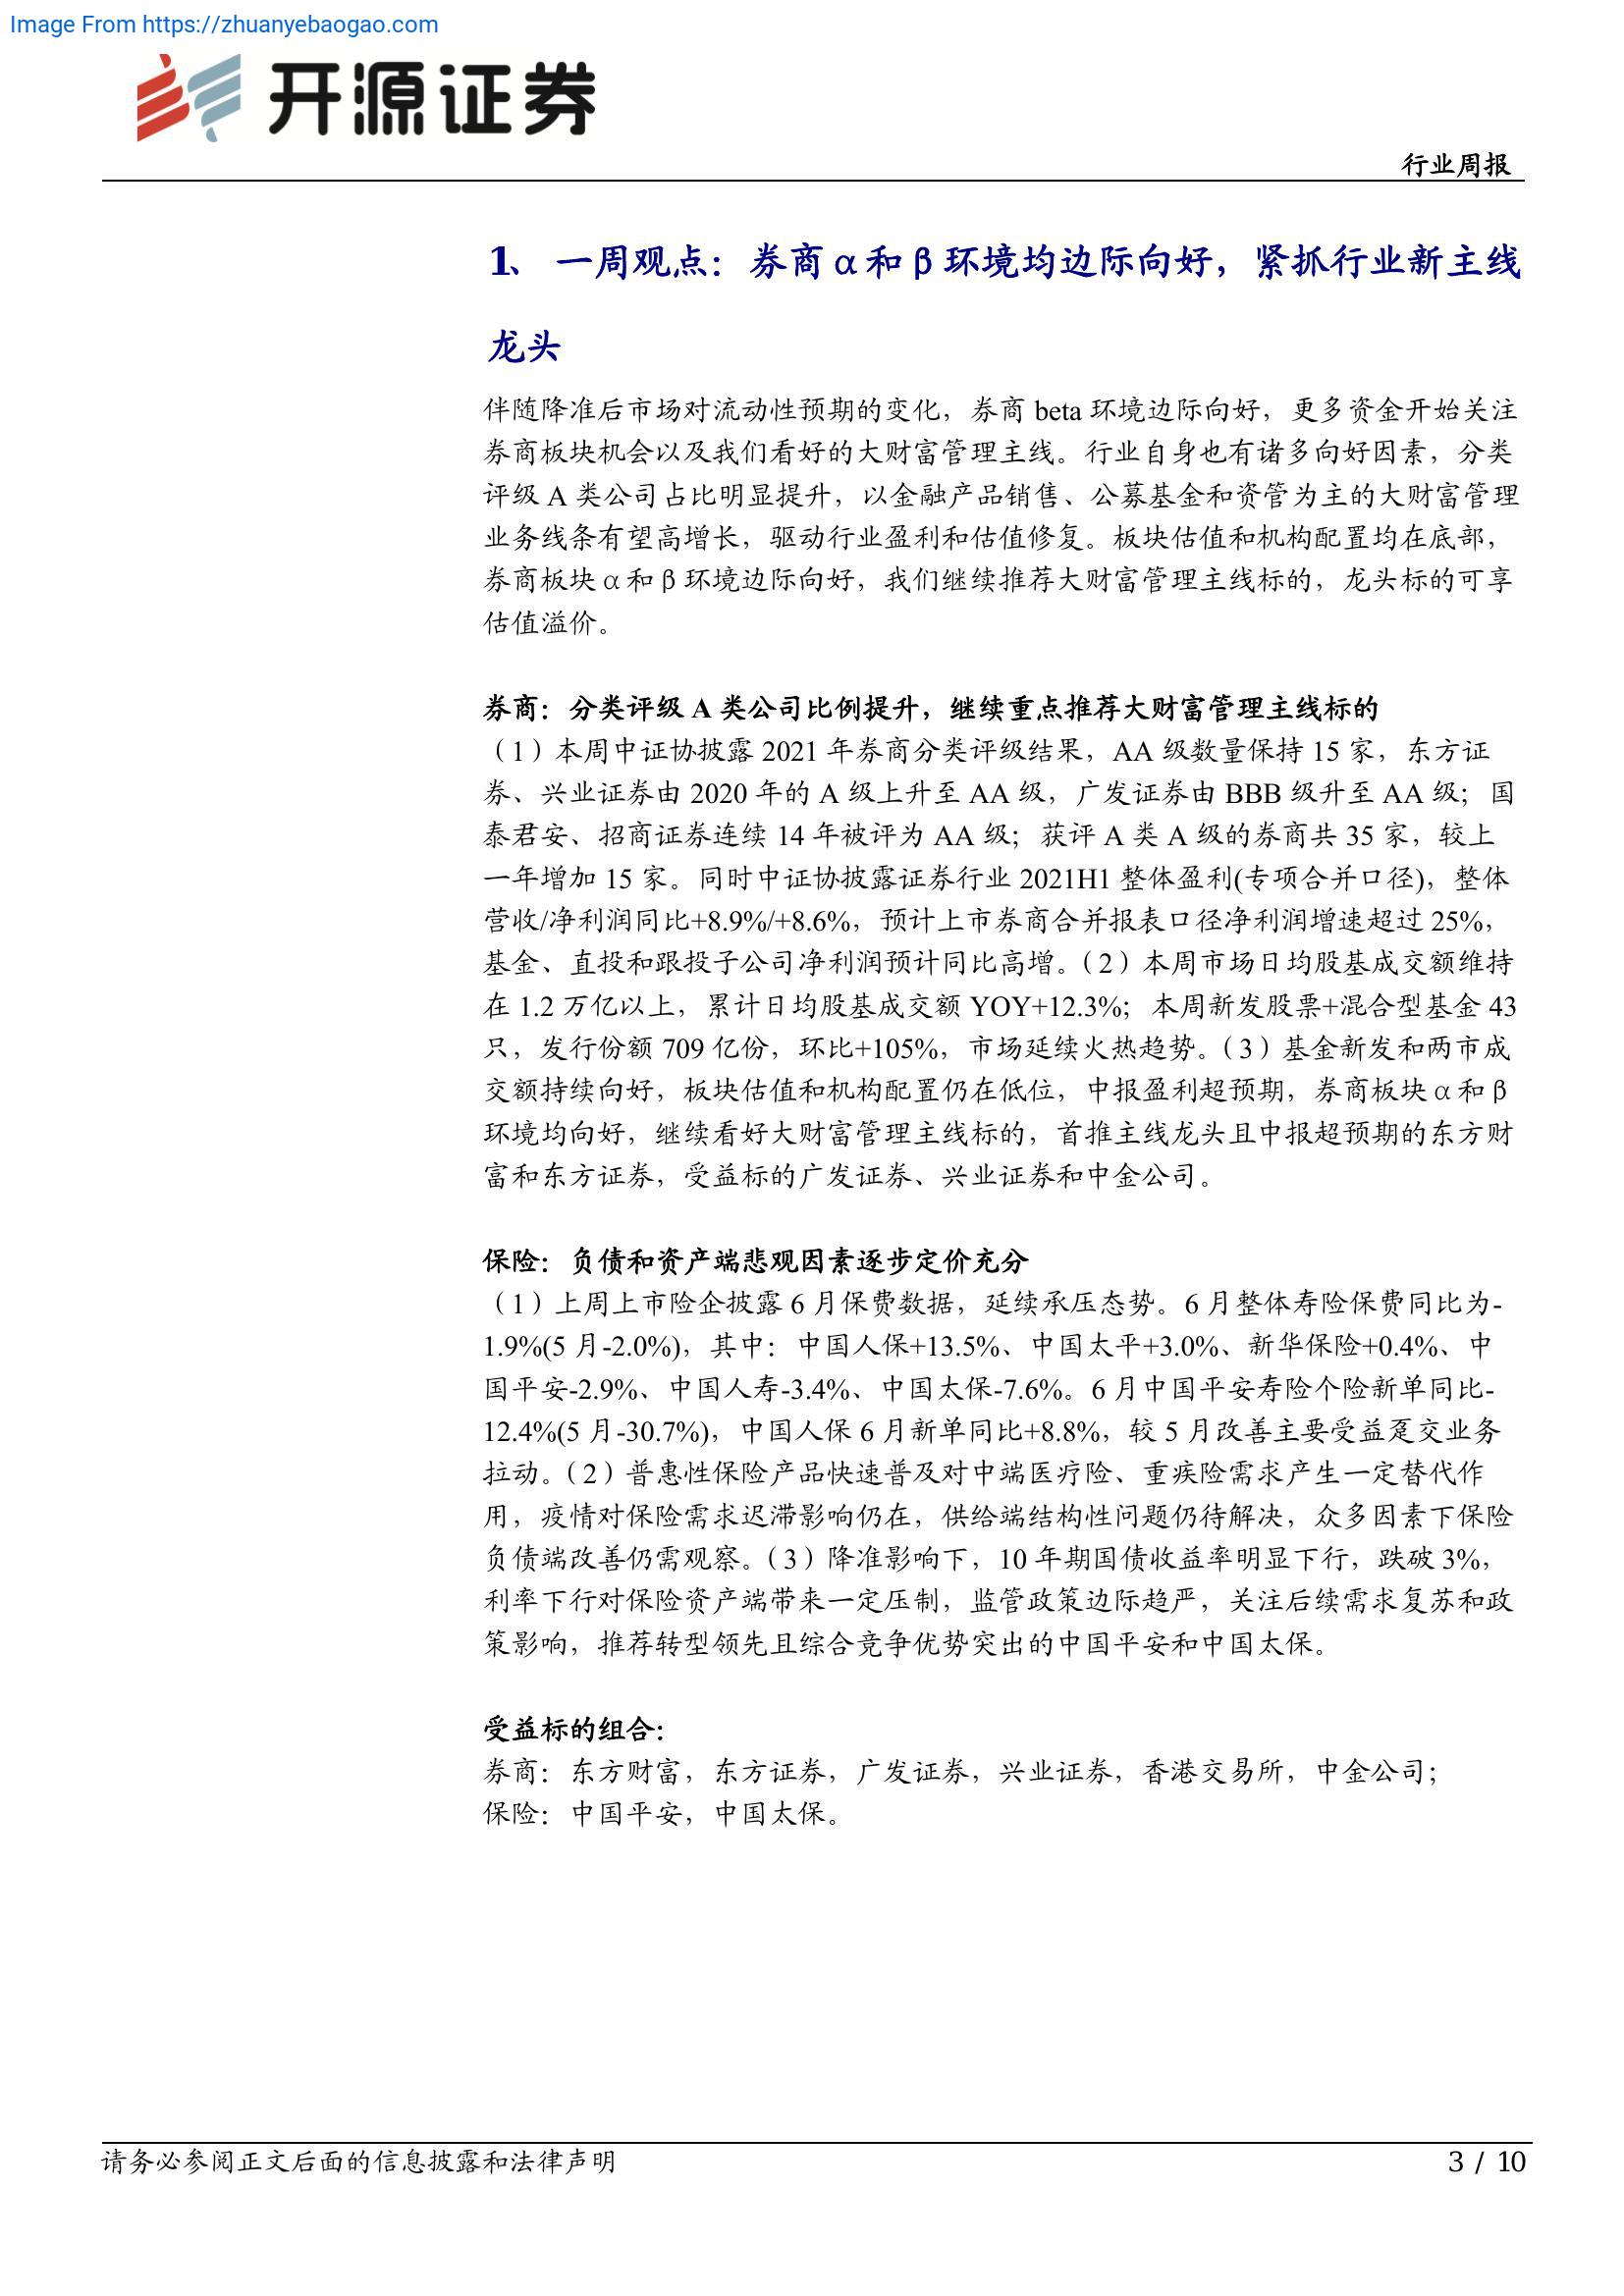 Image From https://zhuanyebaogao.com
开源证券
行业周报
1、 一周观点：券商α和β环境均边际向好，紧抓行业新主线
龙头
伴随降准后市场对流动性预期的变化，券商 beta 环境边际向好，更多资金开始关注
券商板块机会以及我们看好的大财富管理主线。行业自身也有诸多向好因素，分类
评级 A 类公司占比明显提升，以金融产品销售、公募基金和资管为主的大财富管理
业务线条有望高增长，驱动行业盈利和估值修复。板块估值和机构配置均在底部，
券商板块α和β环境边际向好，我们继续推荐大财富管理主线标的，龙头标的可享
估值溢价。
券商：分类评级 A 类公司比例提升，继续重点推荐大财富管理主线标的
（1）本周中证协披露 2021 年券商分类评级结果，AA 级数量保持 15 家，东方证
券、兴业证券由 2020 年的 A 级上升至 AA 级，广发证券由 BBB 级升至 AA 级；国
泰君安、招商证券连续 14 年被评为 AA 级；获评 A 类 A 级的券商共 35 家，较上
一年增加 15 家。同时中证协披露证券行业 2021H1 整体盈利(专项合并口径)，整体
营收/净利润同比+8.9%/+8.6%，预计上市券商合并报表口径净利润增速超过 25%，
基金、直投和跟投子公司净利润预计同比高增。（2）本周市场日均股基成交额维持
在 1.2 万亿以上，累计日均股基成交额 YOY+12.3%；本周新发股票+混合型基金 43
只，发行份额 709 亿份，环比+105%，市场延续火热趋势。（3）基金新发和两市成
交额持续向好，板块估值和机构配置仍在低位，中报盈利超预期，券商板块α和β
环境均向好，继续看好大财富管理主线标的，首推主线龙头且中报超预期的东方财
富和东方证券，受益标的广发证券、兴业证券和中金公司。
保险：负债和资产端悲观因素逐步定价充分
（1）上周上市险企披露 6 月保费数据，延续承压态势。6 月整体寿险保费同比为-
1.9%(5 月-2.0%)，其中：中国人保+13.5%、中国太平+3.0%、新华保险+0.4%、中
国平安-2.9%、中国人寿-3.4%、中国太保-7.6%。6 月中国平安寿险个险新单同比-
12.4%(5 月-30.7%)，中国人保 6 月新单同比+8.8%，较 5 月改善主要受益趸交业务
拉动。（2）普惠性保险产品快速普及对中端医疗险、重疾险需求产生一定替代作
用，疫情对保险需求迟滞影响仍在，供给端结构性问题仍待解决，众多因素下保险
负债端改善仍需观察。（3）降准影响下，10 年期国债收益率明显下行，跌破 3%，
利率下行对保险资产端带来一定压制，监管政策边际趋严，关注后续需求复苏和政
策影响，推荐转型领先且综合竞争优势突出的中国平安和中国太保。
受益标的组合：
券商：东方财富，东方证券，广发证券，兴业证券，香港交易所，中金公司；
保险：中国平安，中国太保。
请务必参阅正文后面的信息披露和法律声明
3 / 10